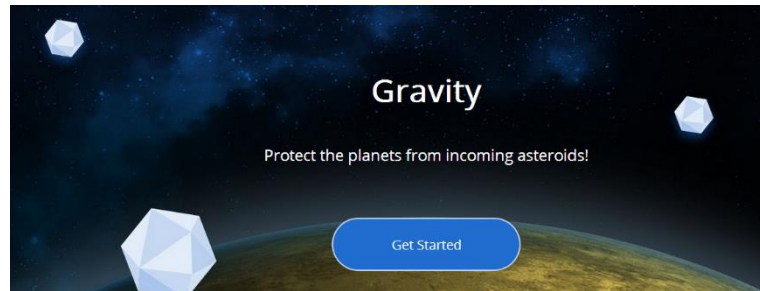 Gravity
Protect the planets from incoming asteroids!
Get Started